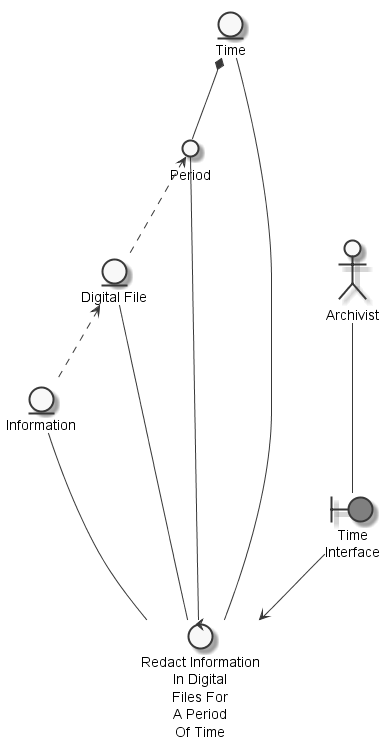 Time
Period
Digital File
Archivist
Information
Time
Interface
Redact Information
In Digital
Files For
A Period
Of Time